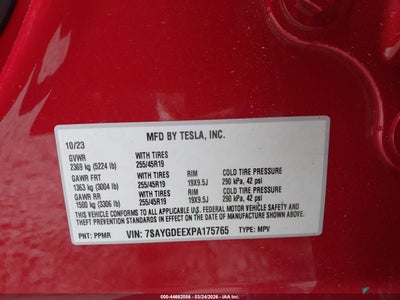 MFD BY TESLA, INC.
10/23
GVWR WITH TIRES
2369 kg (5224 lb) 255/45R19
GAWR FRT WITH TIRES RIM COLD TIRE PRESSURE
1363 kg (3004 lb) 255/45R19 19X9.5J 290 kPa, 42 psi
GAWR RR WITH TIRES RIM COLD TIRE PRESSURE
1500 kg (3306 lb) 255/45R19 19X9.5J 290 kPa, 42 psi
THIS VEHICLE CONFORMS TO ALL APPLICABLE
FEDERAL MOTOR VEHICLE SAFETY, BUMPER, AND
THEFT PREVENTION STANDARDS IN EFFECT ON THE
DATE OF MANUFACTURE SHOWN ABOVE.
PNT: PPMR VIN: 7SAYGDEEXPA175765 TYPE: MPV
000-44682056 - 03/24/2026 - IAA